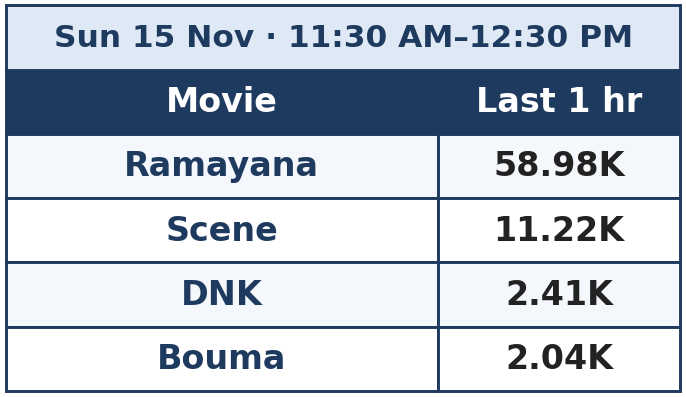 Sun 15 Nov · 11:30 AM–12:30 PM
Movie Last 1 hr
Ramayana 58.98K
Scene 11.22K
DNK 2.41K
Bouma 2.04K